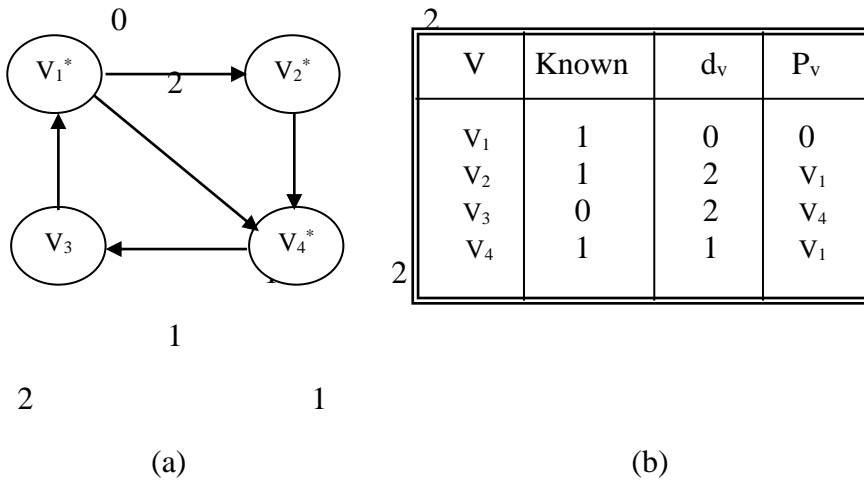 0 2
V₁* 2 V₂*
V₃ V₄*
1 2
1
2 1
(a)
V Known dᵥ Pᵥ
V₁ 1 0 0
V₂ 1 2 V₁
V₃ 0 2 V₄
V₄ 1 1 V₁
(b)